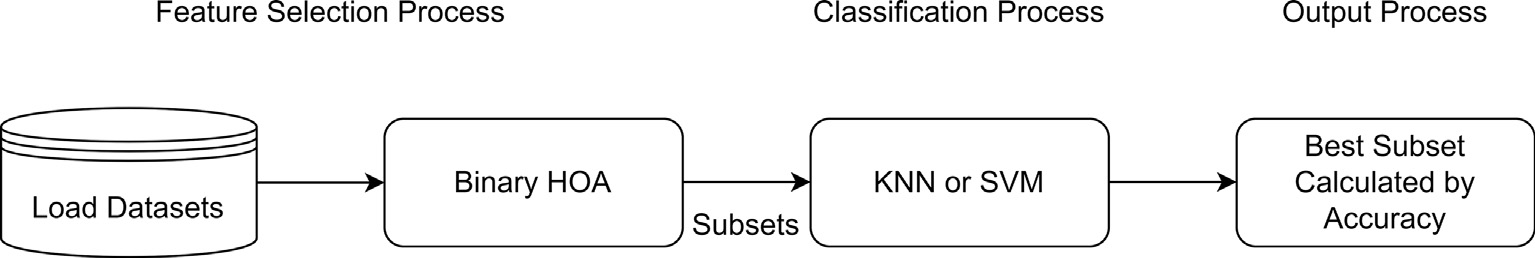 Feature Selection Process
Classification Process
Output Process
Load Datasets
Binary HOA
Subsets
KNN or SVM
Best Subset
Calculated by
Accuracy